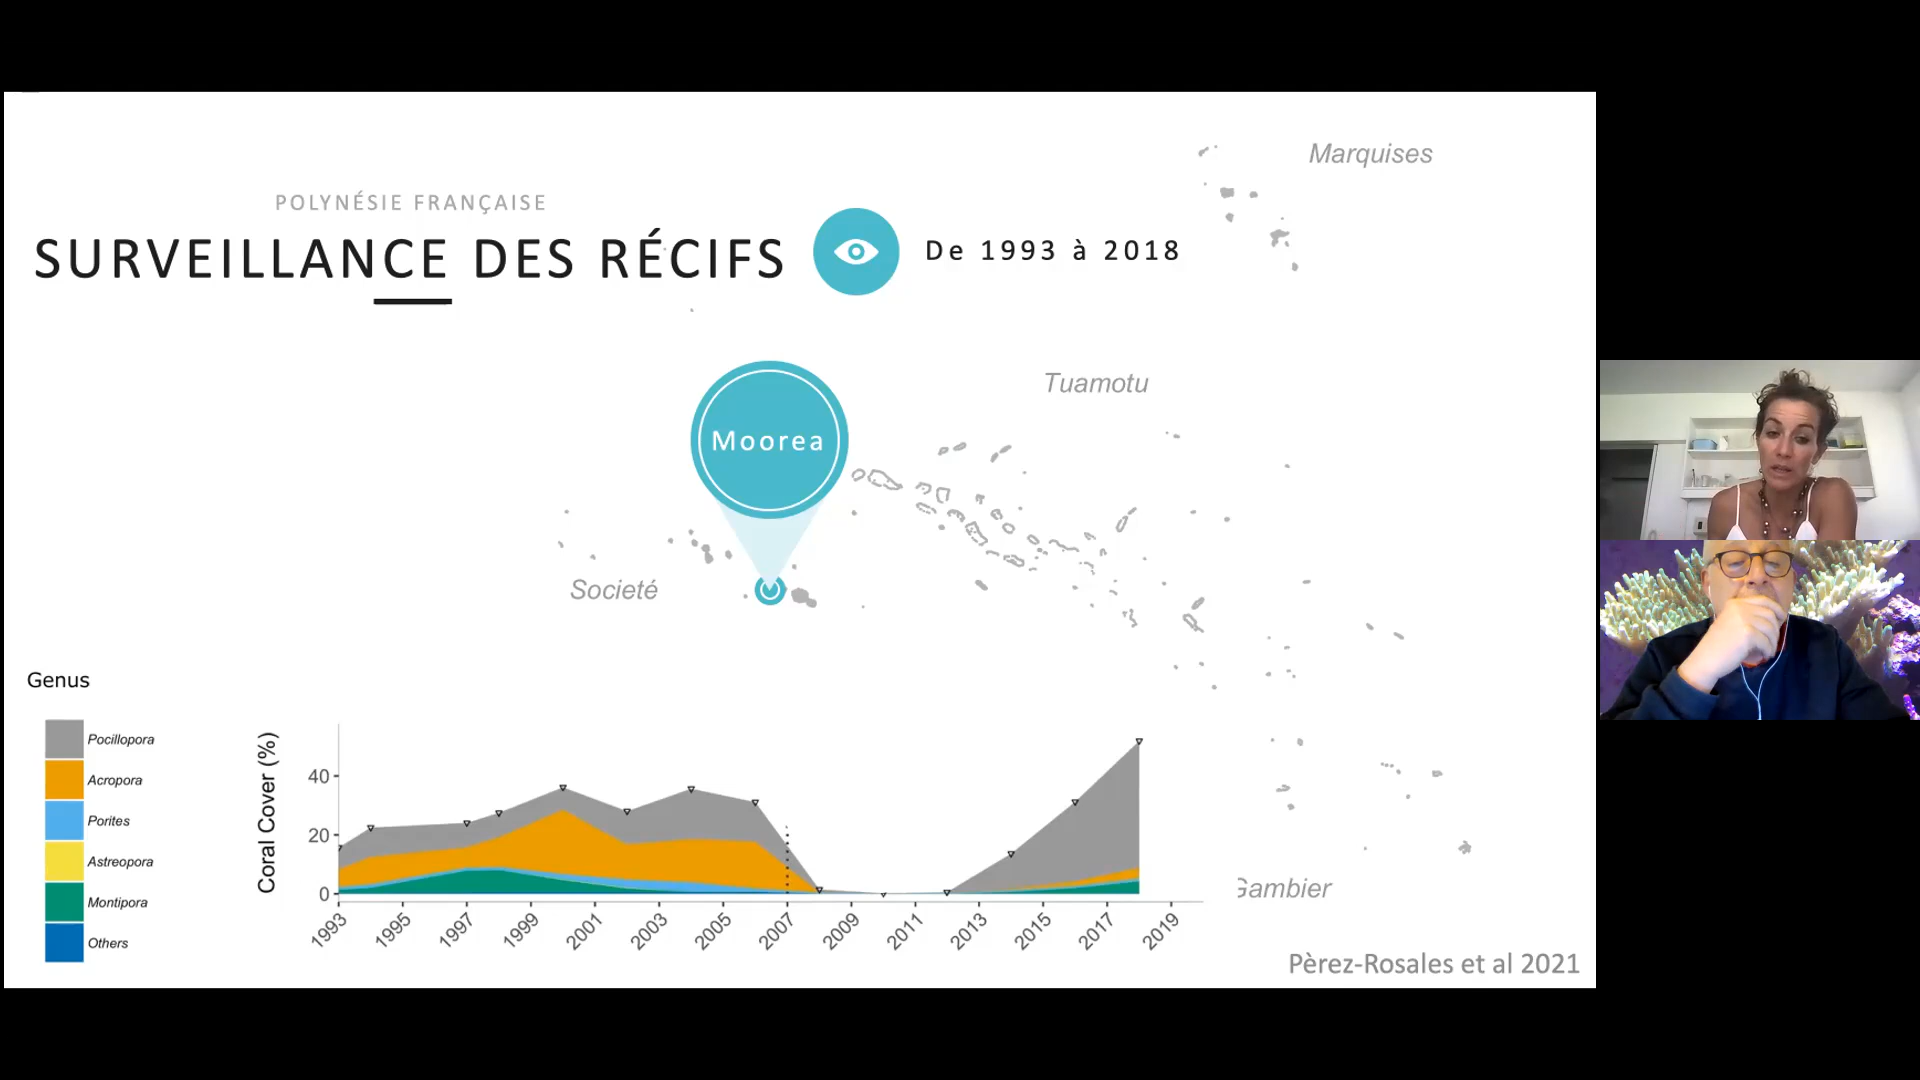 POLYNÉSIE FRANÇAISE
SURVEILLANCE DES RÉCIFS
De 1993 à 2018
Marquises
Tuamotu
Moorea
Societé
Gambier
Genus
Pocillopora
Acropora
Porites
Astreopora
Montipora
Others
Coral Cover (%)
40
20
0
1993
1995
1997
1999
2001
2003
2005
2007
2009
2011
2013
2015
2017
2019
Pèrez-Rosales et al 2021